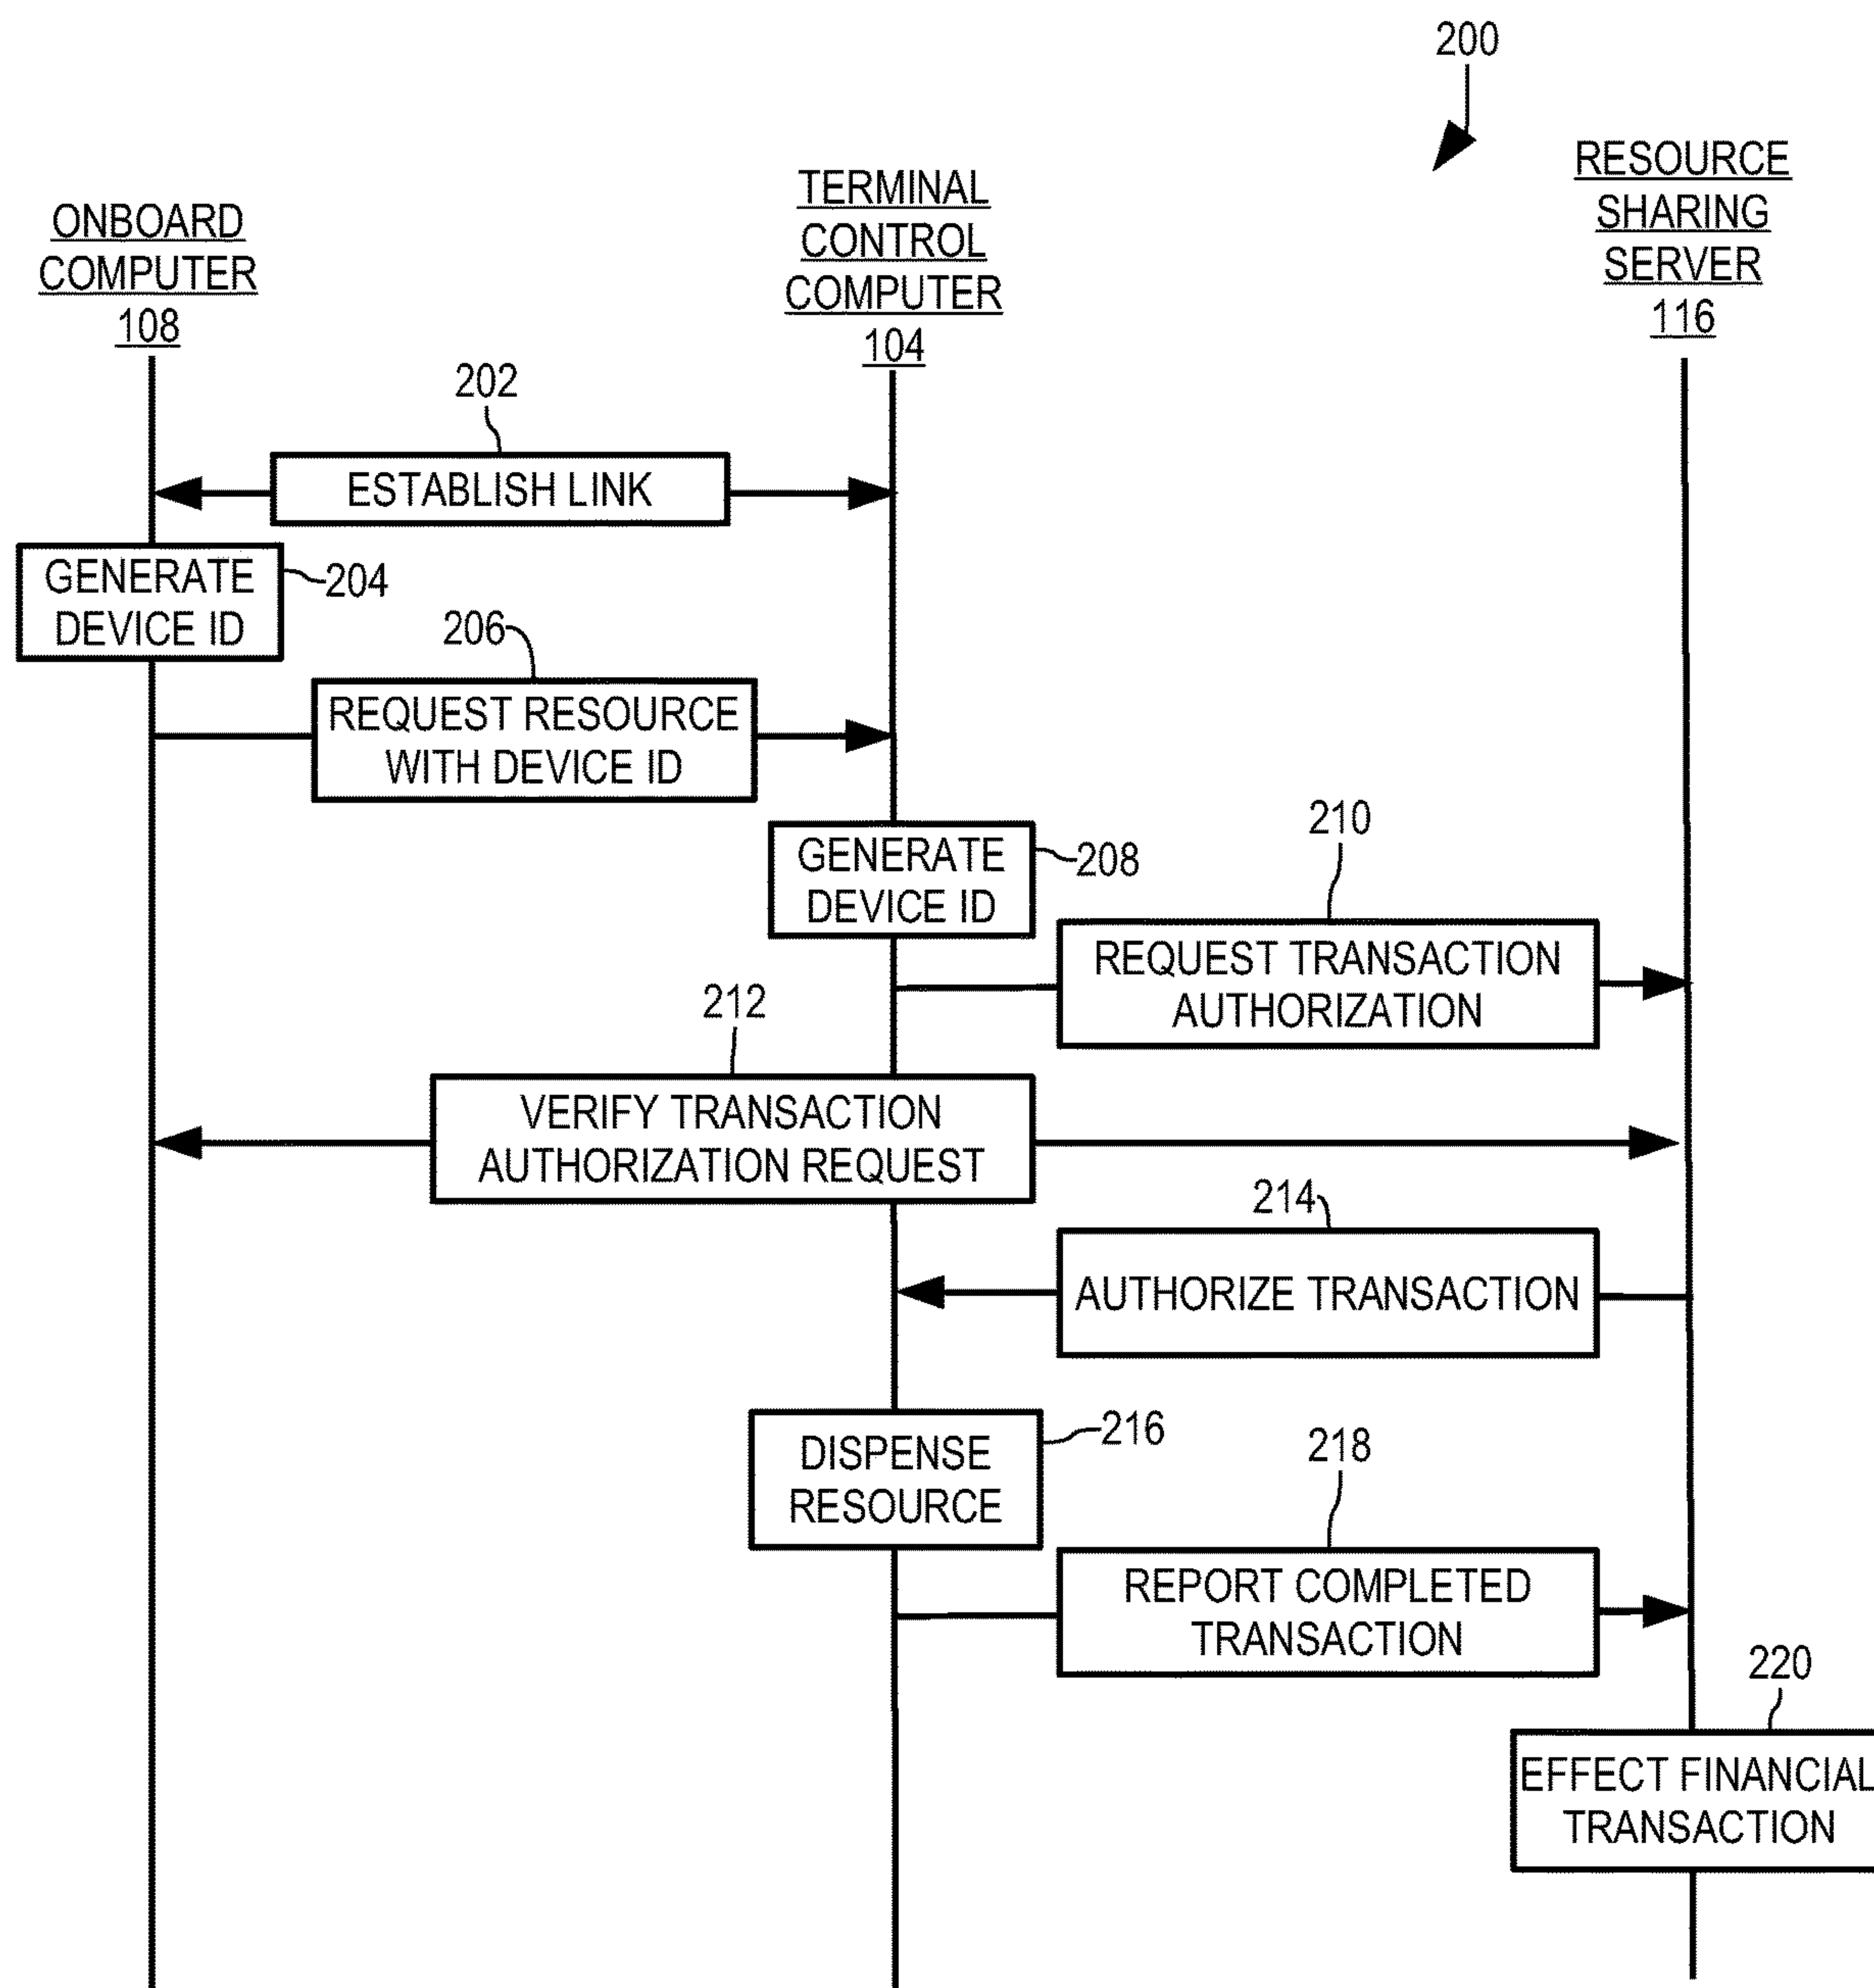 200
ONBOARD
COMPUTER
108
TERMINAL
CONTROL
COMPUTER
104
RESOURCE
SHARING
SERVER
116
202
ESTABLISH LINK
GENERATE
DEVICE ID
204
206
REQUEST RESOURCE
WITH DEVICE ID
GENERATE
DEVICE ID
208
210
REQUEST TRANSACTION
AUTHORIZATION
212
VERIFY TRANSACTION
AUTHORIZATION REQUEST
214
AUTHORIZE TRANSACTION
DISPENSE
RESOURCE
216
218
REPORT COMPLETED
TRANSACTION
220
EFFECT FINANCIAL
TRANSACTION